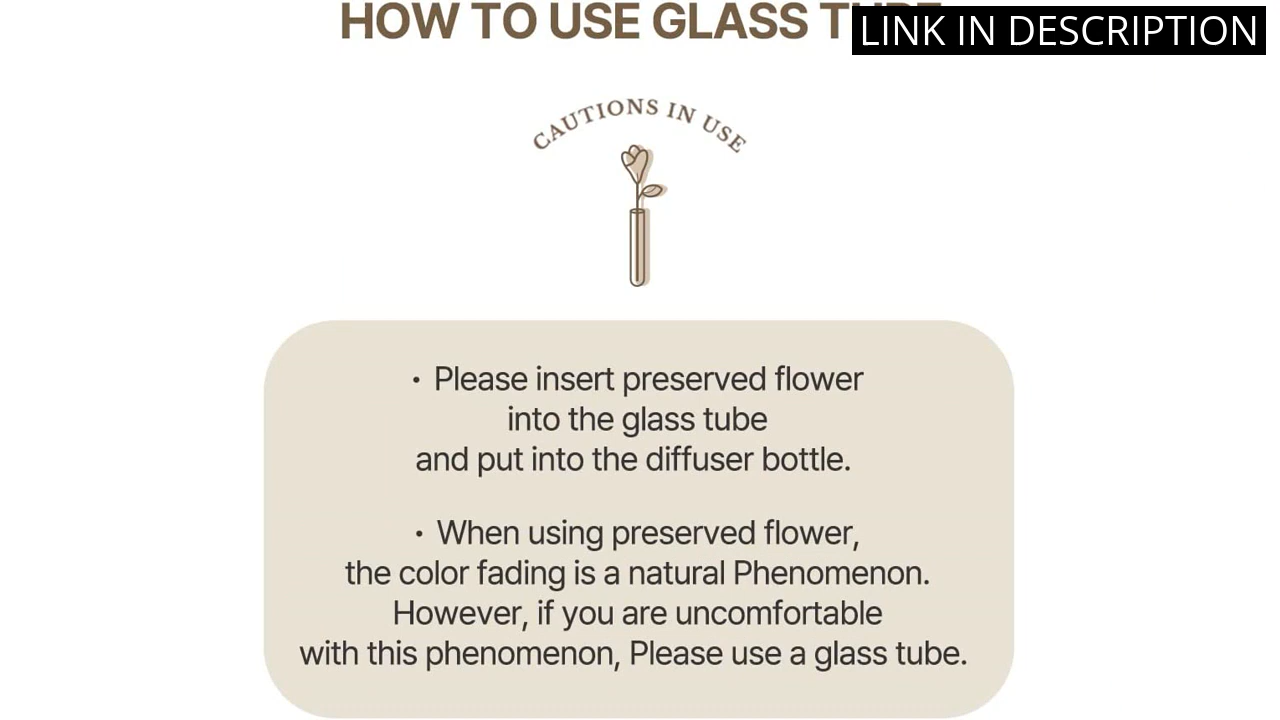 HOW TO USE GLASS
LINK IN DESCRIPTION
CAUTIONS IN USE
• Please insert preserved flower
into the glass tube
and put into the diffuser bottle.
• When using preserved flower,
the color fading is a natural Phenomenon.
However, if you are uncomfortable
with this phenomenon, Please use a glass tube.